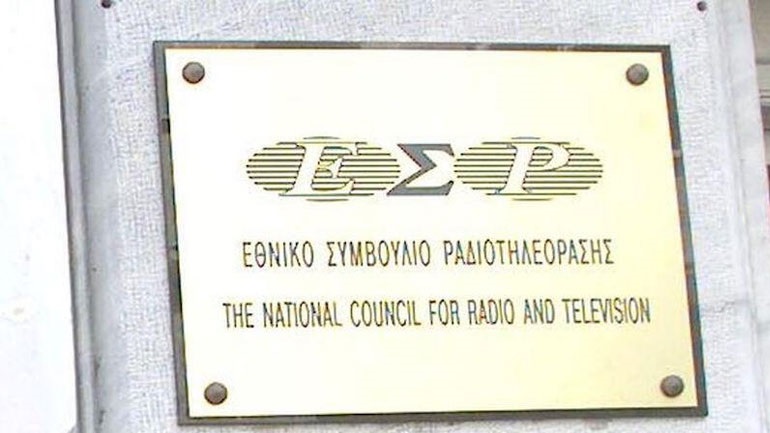 ΕΣΡ
ΕΘΝΙΚΟ ΣΥΜΒΟΥΛΙΟ ΡΑΔΙΟΤΗΛΕΟΡΑΣΗΣ
THE NATIONAL COUNCIL FOR RADIO AND TELEVISION